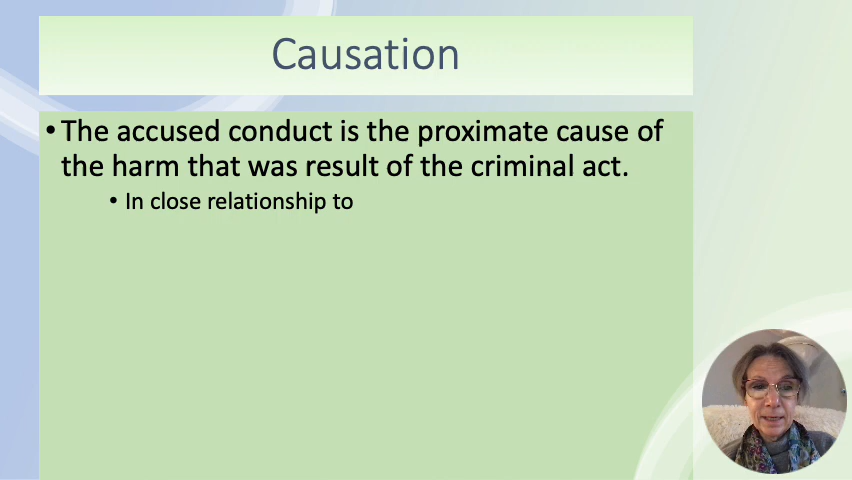 Causation
• The accused conduct is the proximate cause of
the harm that was result of the criminal act.
• In close relationship to